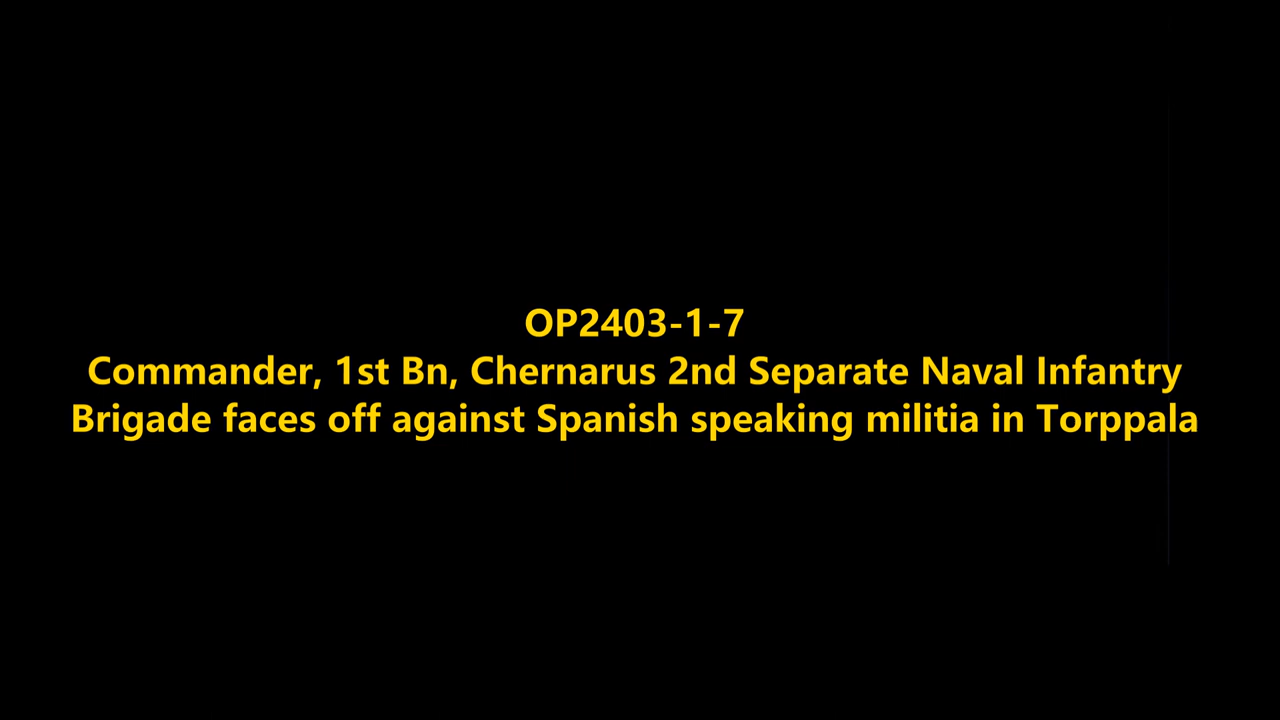 OP2403-1-7
Commander, 1st Bn, Chernarus 2nd Separate Naval Infantry
Brigade faces off against Spanish speaking militia in Torppala